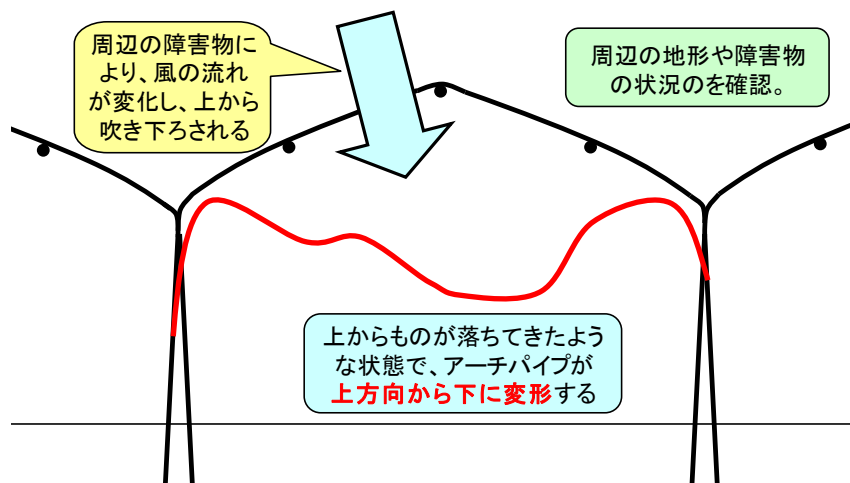 周辺の障害物に
より、風の流れ
が変化し、上から
吹き下ろされる
周辺の地形や障害物
の状況のを確認。
上からものが落ちてきたよう
な状態で、アーチパイプが
上方向から下に変形する